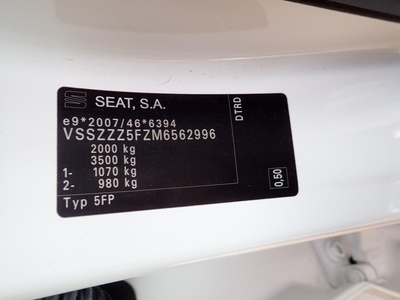 SEAT, S.A.
e9*2007/46*6394
VSSZZZ5FZM6562996
2000 kg
3500 kg
1- 1070 kg
2- 980 kg
Typ 5FP
DTRD
0,50